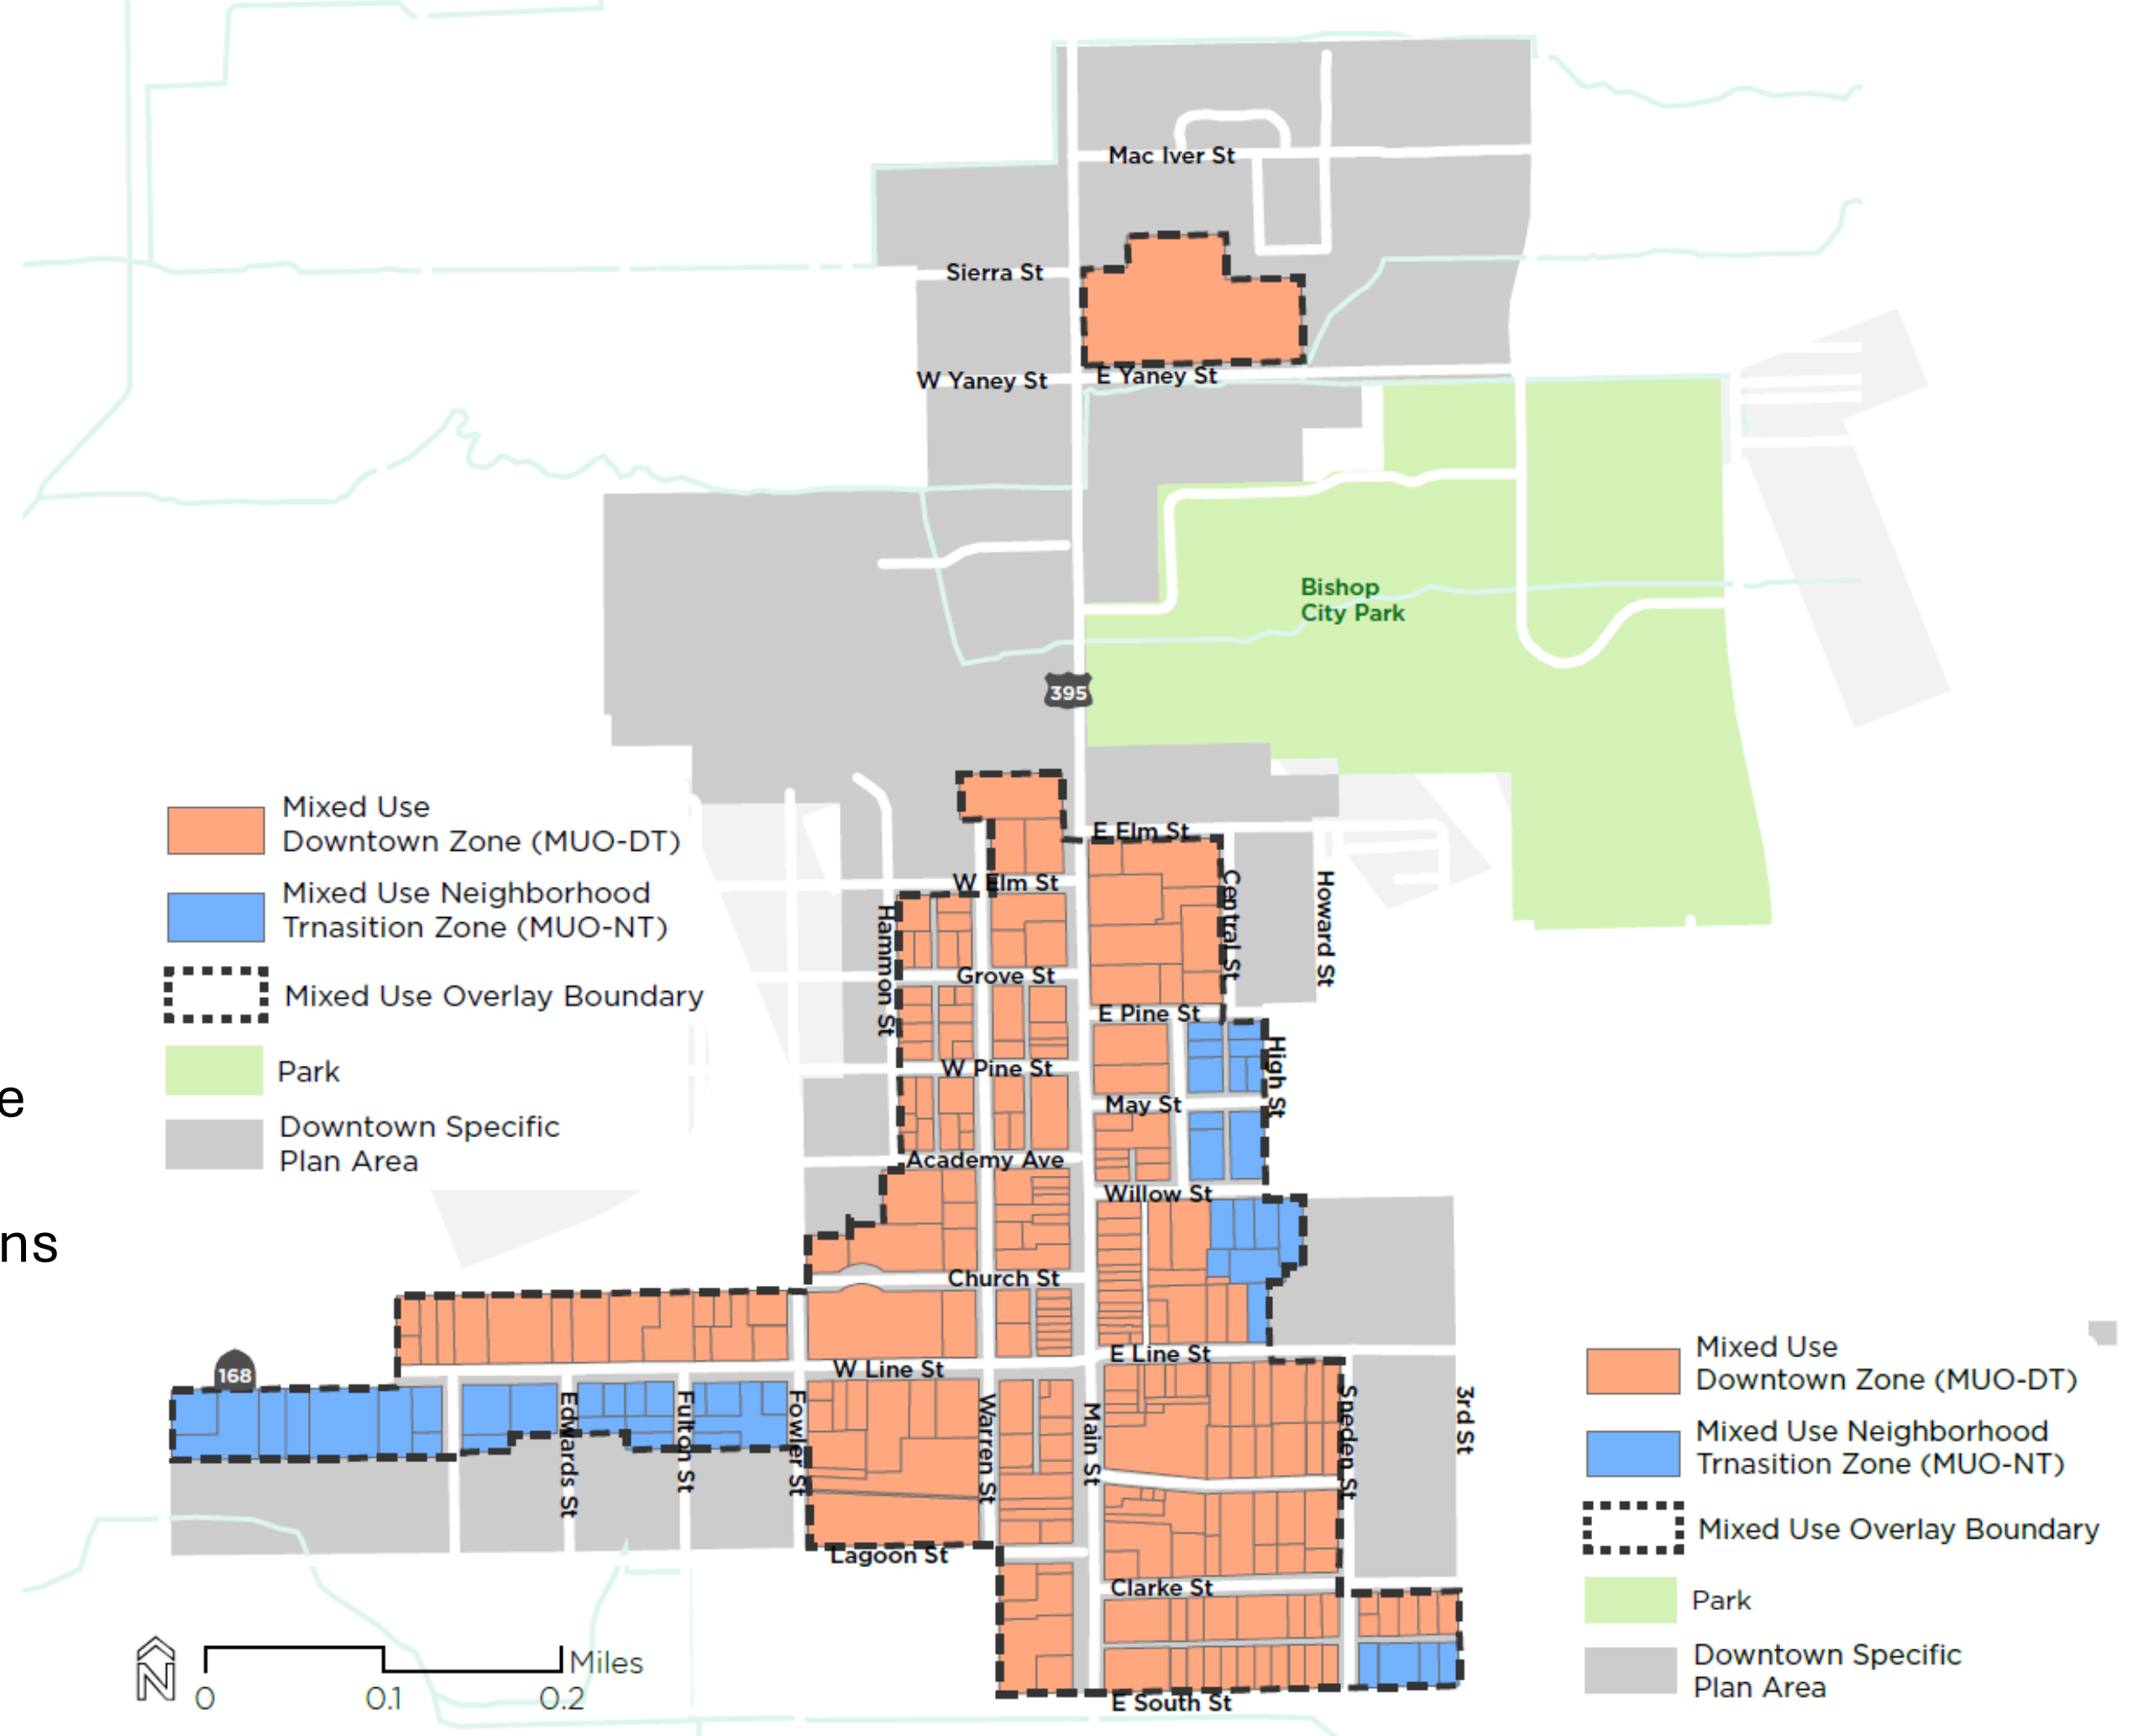 Mac Iver St
Sierra St
W Yaney St
E Yaney St
Bishop
City Park
395
Mixed Use
Downtown Zone (MUO-DT)
Mixed Use Neighborhood
Trnasition Zone (MUO-NT)
Mixed Use Overlay Boundary
Park
Downtown Specific
Plan Area
e
ns
E Elm St
W Elm St
Central St
Howard St
Hammon St
Grove St
E Pine St
High St
W Pine St
May St
Academy Ave
Willow St
Church St
E Line St
W Line St
168
Edwards St
Fulton St
Fowler St
Warren St
Main St
Sneden St
3rd St
Lagoon St
Clarke St
E South St
N
Miles
0
0.1
0.2
Mixed Use
Downtown Zone (MUO-DT)
Mixed Use Neighborhood
Trnasition Zone (MUO-NT)
Mixed Use Overlay Boundary
Park
Downtown Specific
Plan Area